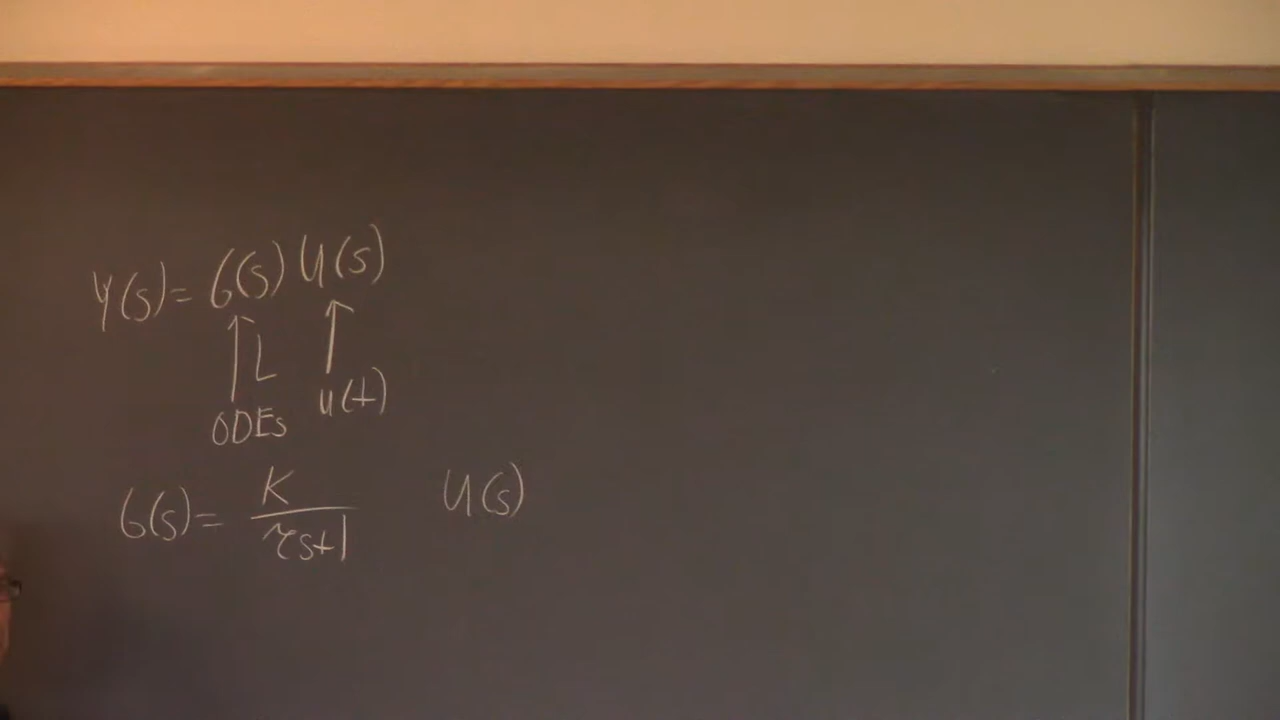 Y(s) = G(s) U(s)
L
ODEs u(t)
G(s) = K / τs+1 U(s)